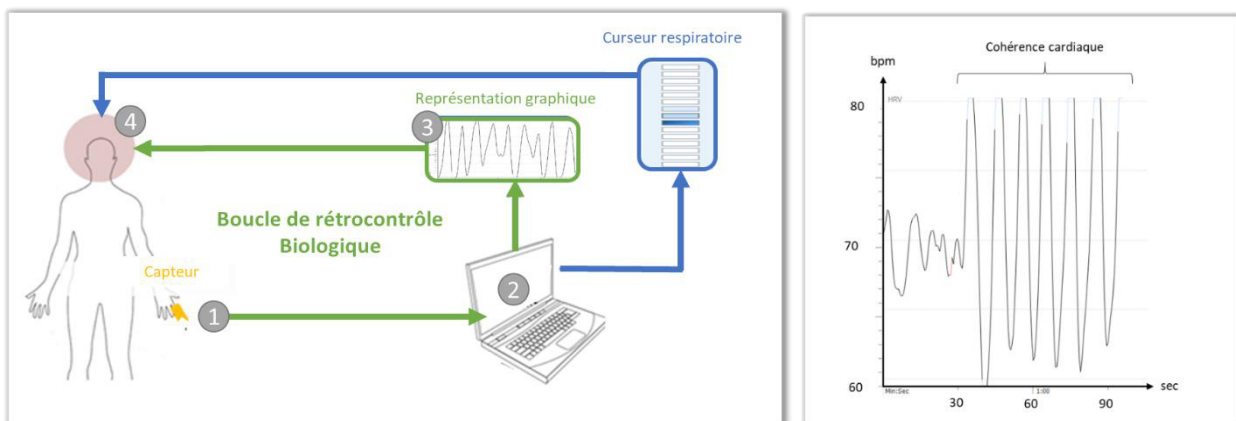 Curseur respiratoire
Représentation graphique
4
3
Boucle de rétrocontrôle
Biologique
Capteur
1
2
Cohérence cardiaque
bpm
80
HRV
70
60
Min:Sec
1:00
sec
30
60
90